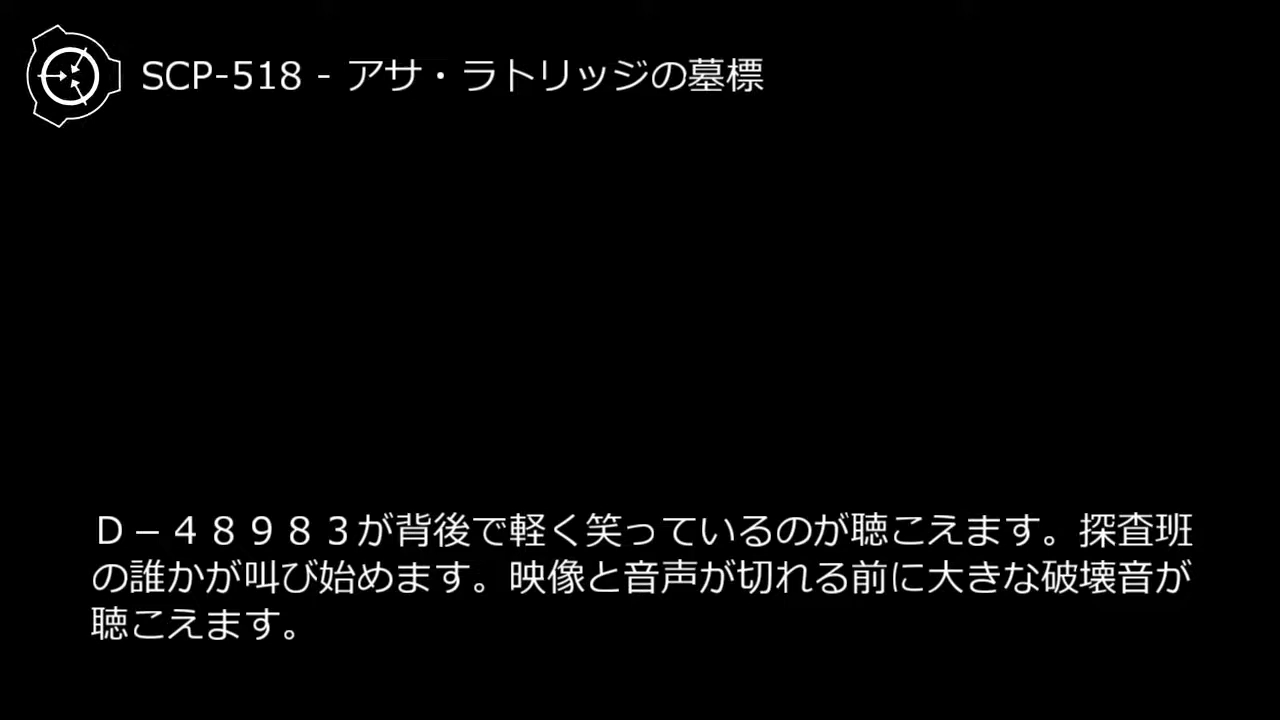 SCP-518 - アサ・ラトリッジの墓標
Ｄ－４８９８３が背後で軽く笑っているのが聴こえます。探査班
の誰かが叫び始めます。映像と音声が切れる前に大きな破壊音が
聴こえます。